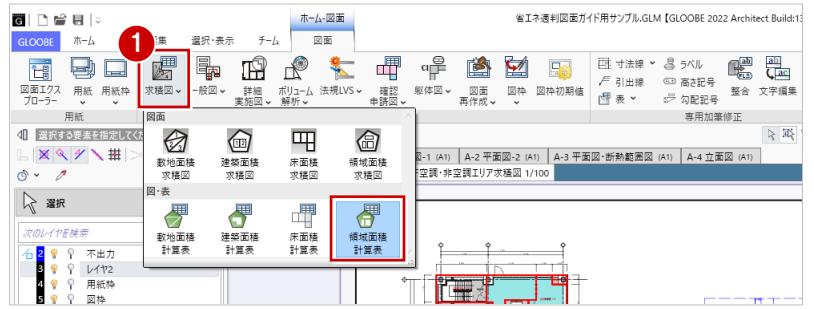 G
ホーム-図面
省エネ適判図面ガイド用サンプル.GLM【GLOOBE 2022 Architect Build:13
GLOOBE ホーム 集 選択・表示 チーム 図面
1
図面エクスプローラー 用紙 用紙枠 求積図 一般図 詳細実施図 ボリューム解析 法規LVS 確認申請図 躯体図 図面再作成 図枠 図枠初期値 整合 文字編集
寸法線 ラベル
引出線 高さ記号
表 勾配記号
用紙 専用加筆修正
選択する要素を指定してくだ
図面
敷地面積求積図 建築面積求積図 床面積求積図 領域面積求積図
図-1 (A1) A-2 平面図-2 (A1) A-3 平面図・断熱範囲図 (A1) A-4 立面図 (A1)
空調・非空調エリア求積図 1/100
図・表
敷地面積計算表 建築面積計算表 床面積計算表 領域面積計算表
選択
次のレイヤを検索
2 不出力
3 レイヤ2
4 用紙枠
5 図枠